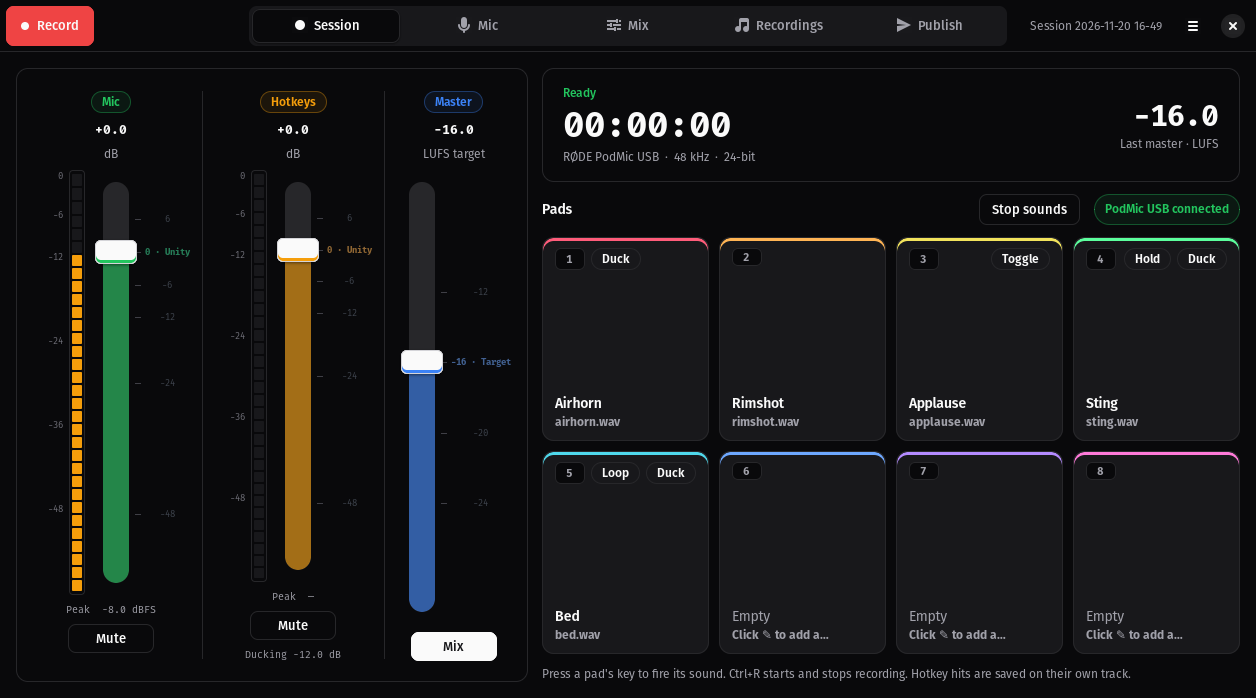 Record
Session
Mic
Mix
Recordings
Publish
Session 2026-11-20 16-49
Mic
+0.0
dB
0
-6
-12
-24
-36
-48
6
0 · Unity
-6
-12
-24
-48
Peak -8.0 dBFS
Mute
Hotkeys
+0.0
dB
0
-6
-12
-24
-36
-48
6
0 · Unity
-6
-12
-24
-48
Peak —
Mute
Ducking -12.0 dB
Master
-16.0
LUFS target
-12
-16 · Target
-20
-24
Mix
Ready
00:00:00
RØDE PodMic USB · 48 kHz · 24-bit
-16.0
Last master · LUFS
Pads
Stop sounds
PodMic USB connected
1 Duck
Airhorn
airhorn.wav
2
Rimshot
rimshot.wav
3 Toggle
Applause
applause.wav
4 Hold Duck
Sting
sting.wav
5 Loop Duck
Bed
bed.wav
6
Empty
Click ✎ to add a...
7
Empty
Click ✎ to add a...
8
Empty
Click ✎ to add a...
Press a pad's key to fire its sound. Ctrl+R starts and stops recording. Hotkey hits are saved on their own track.